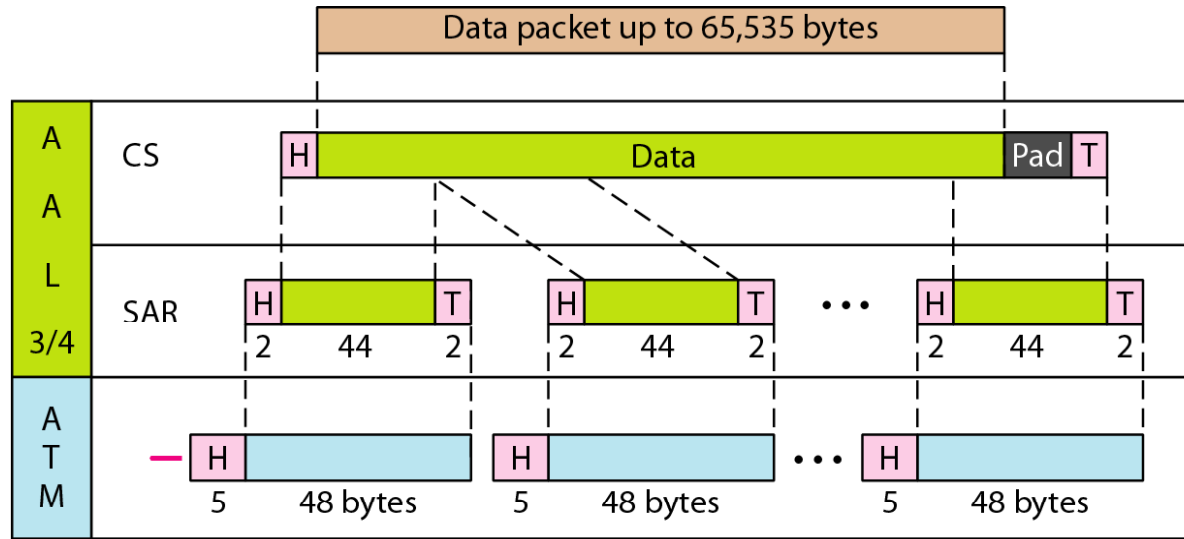 Data packet up to 65,535 bytes
A
A
L
3/4
CS
H Data Pad T
SAR
H T H T ••• H T
2 44 2 2 44 2 2 44 2
A
T
M
H H ••• H
5 48 bytes 5 48 bytes 5 48 bytes